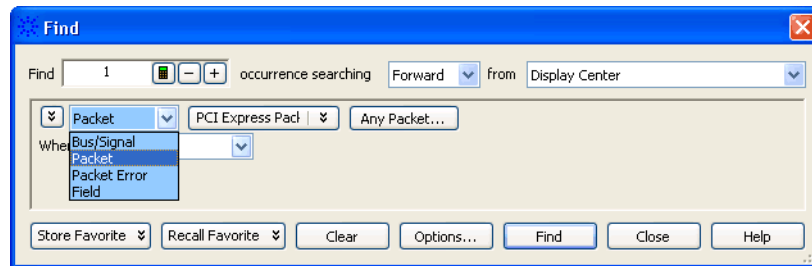 Find
Find 1 occurrence searching Forward from Display Center
Packet PCI Express Pack Any Packet...
Whe
Bus/Signal
Packet
Packet Error
Field
Store Favorite Recall Favorite Clear Options... Find Close Help